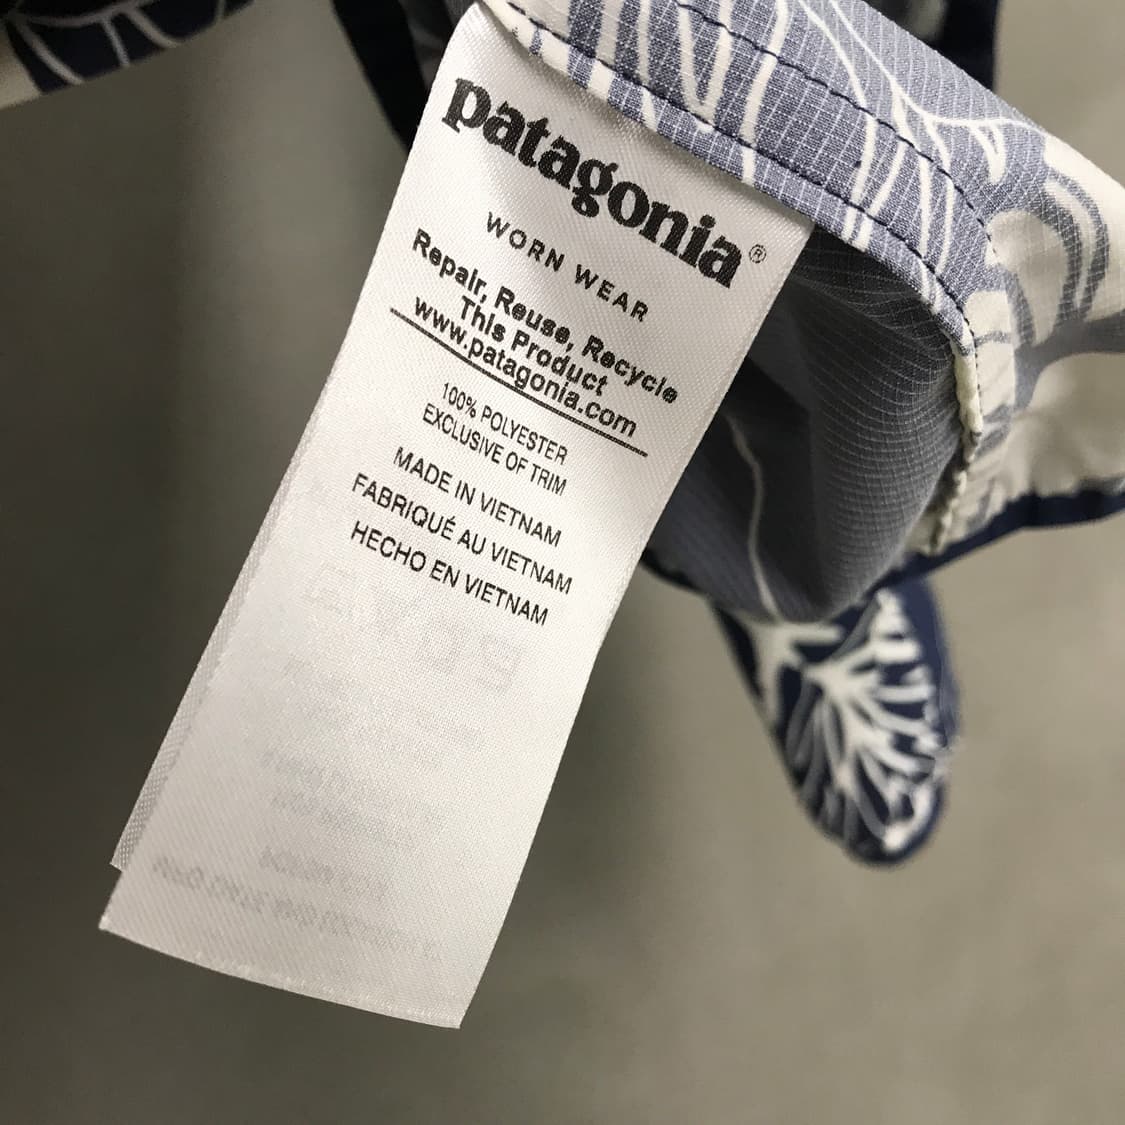 patagonia®
WORN WEAR
Repair, Reuse, Recycle
This Product
www.patagonia.com
100% POLYESTER
EXCLUSIVE OF TRIM
MADE IN VIETNAM
FABRIQUÉ AU VIETNAM
HECHO EN VIETNAM